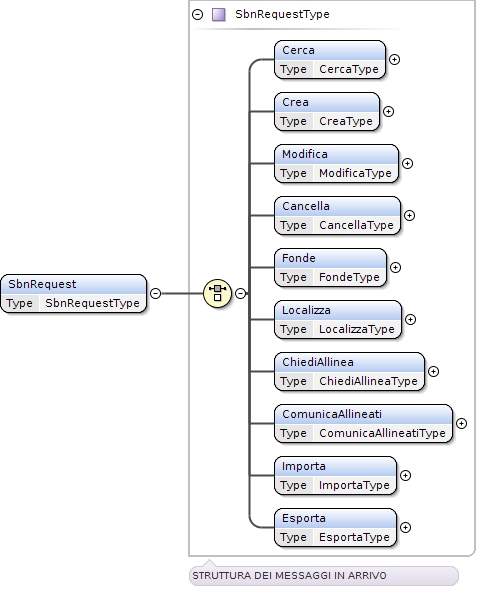 SbnRequestType
Cerca
Type CercaType
Crea
Type CreaType
Modifica
Type ModificaType
Cancella
Type CancellaType
Fonde
Type FondeType
SbnRequest
Type SbnRequestType
Localizza
Type LocalizzaType
ChiediAllinea
Type ChiediAllineaType
ComunicaAllineati
Type ComunicaAllineatiType
Importa
Type ImportaType
Esporta
Type EsportaType
STRUTTURA DEI MESSAGGI IN ARRIVO